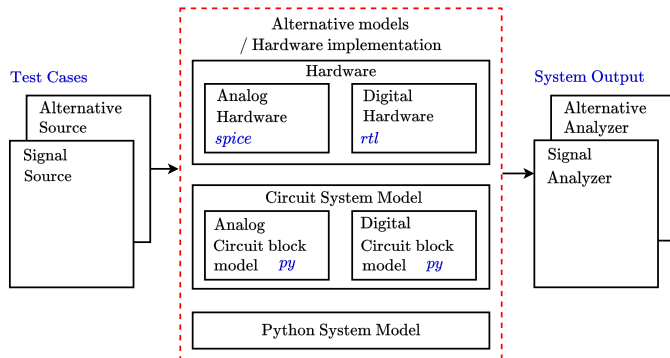 Alternative models
/ Hardware implementation
Test Cases
Alternative
Source
Signal
Source
Hardware
Analog
Hardware
spice
Digital
Hardware
rtl
Circuit System Model
Analog
Circuit block
model py
Digital
Circuit block
model py
Python System Model
System Output
Alternative
Analyzer
Signal
Analyzer